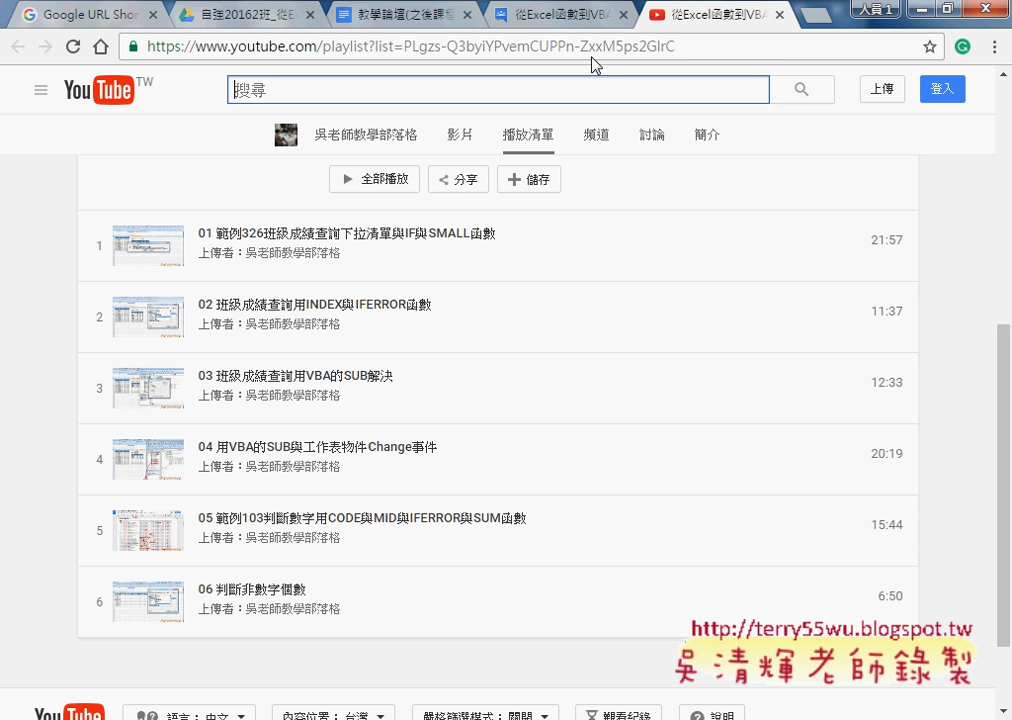 Google URL Shor
自強20162班_從E
教學論壇(之後課程
從Excel函數到VBA
從Excel函數到VBA
人員 1
https://www.youtube.com/playlist?list=PLgzs-Q3byiYPvemCUPPn-ZxxM5ps2GlrC
YouTube TW
搜尋
上傳
登入
吳老師教學部落格
影片
播放清單
頻道
討論
簡介
全部播放
分享
儲存
1
01 範例326班級成績查詢下拉清單與IF與SMALL函數
上傳者：吳老師教學部落格
21:57
2
02 班級成績查詢用INDEX與IFERROR函數
上傳者：吳老師教學部落格
11:37
3
03 班級成績查詢用VBA的SUB解決
上傳者：吳老師教學部落格
12:33
4
04 用VBA的SUB與工作表物件Change事件
上傳者：吳老師教學部落格
20:19
5
05 範例103判斷數字用CODE與MID與IFERROR與SUM函數
上傳者：吳老師教學部落格
15:44
6
06 判斷非數字個數
上傳者：吳老師教學部落格
6:50
http://terry55wu.blogspot.tw
吳清輝老師錄製
YouTube
語言：中文
內容位置：台灣
嚴格篩選模式：關閉
觀看紀錄
說明